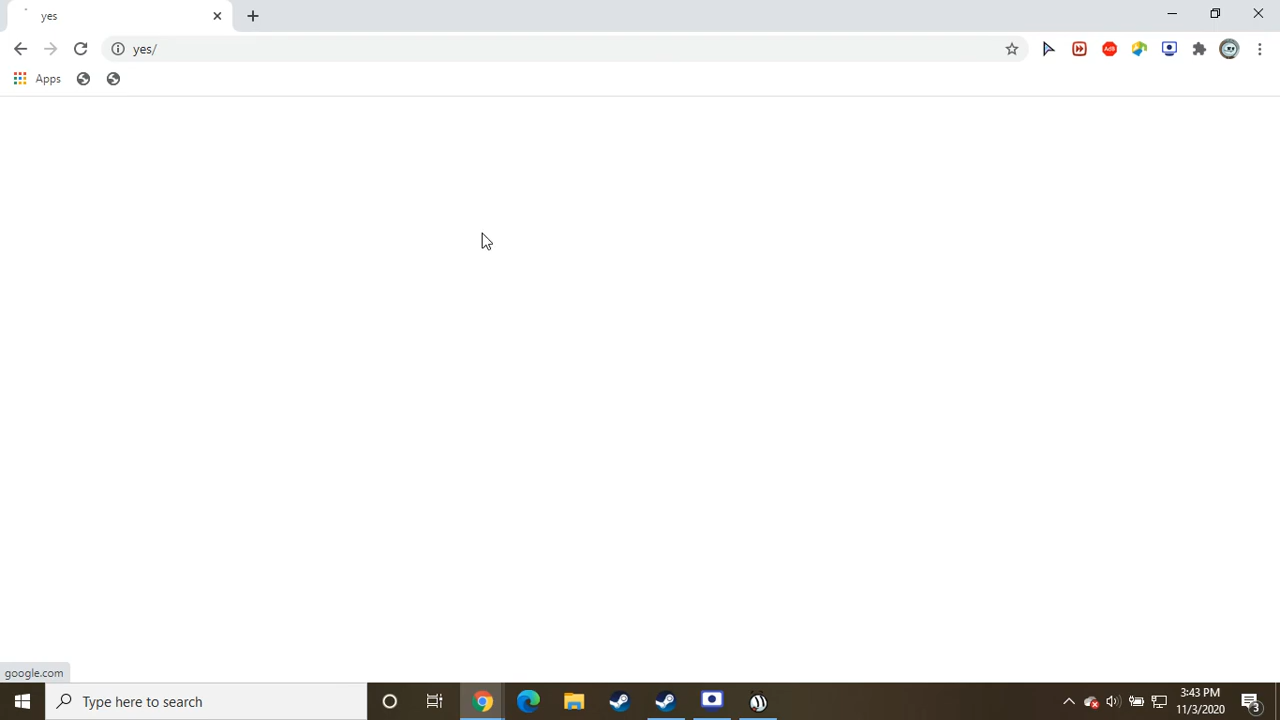 yes
yes/
Apps
google.com
Type here to search
3:43 PM
11/3/2020
3